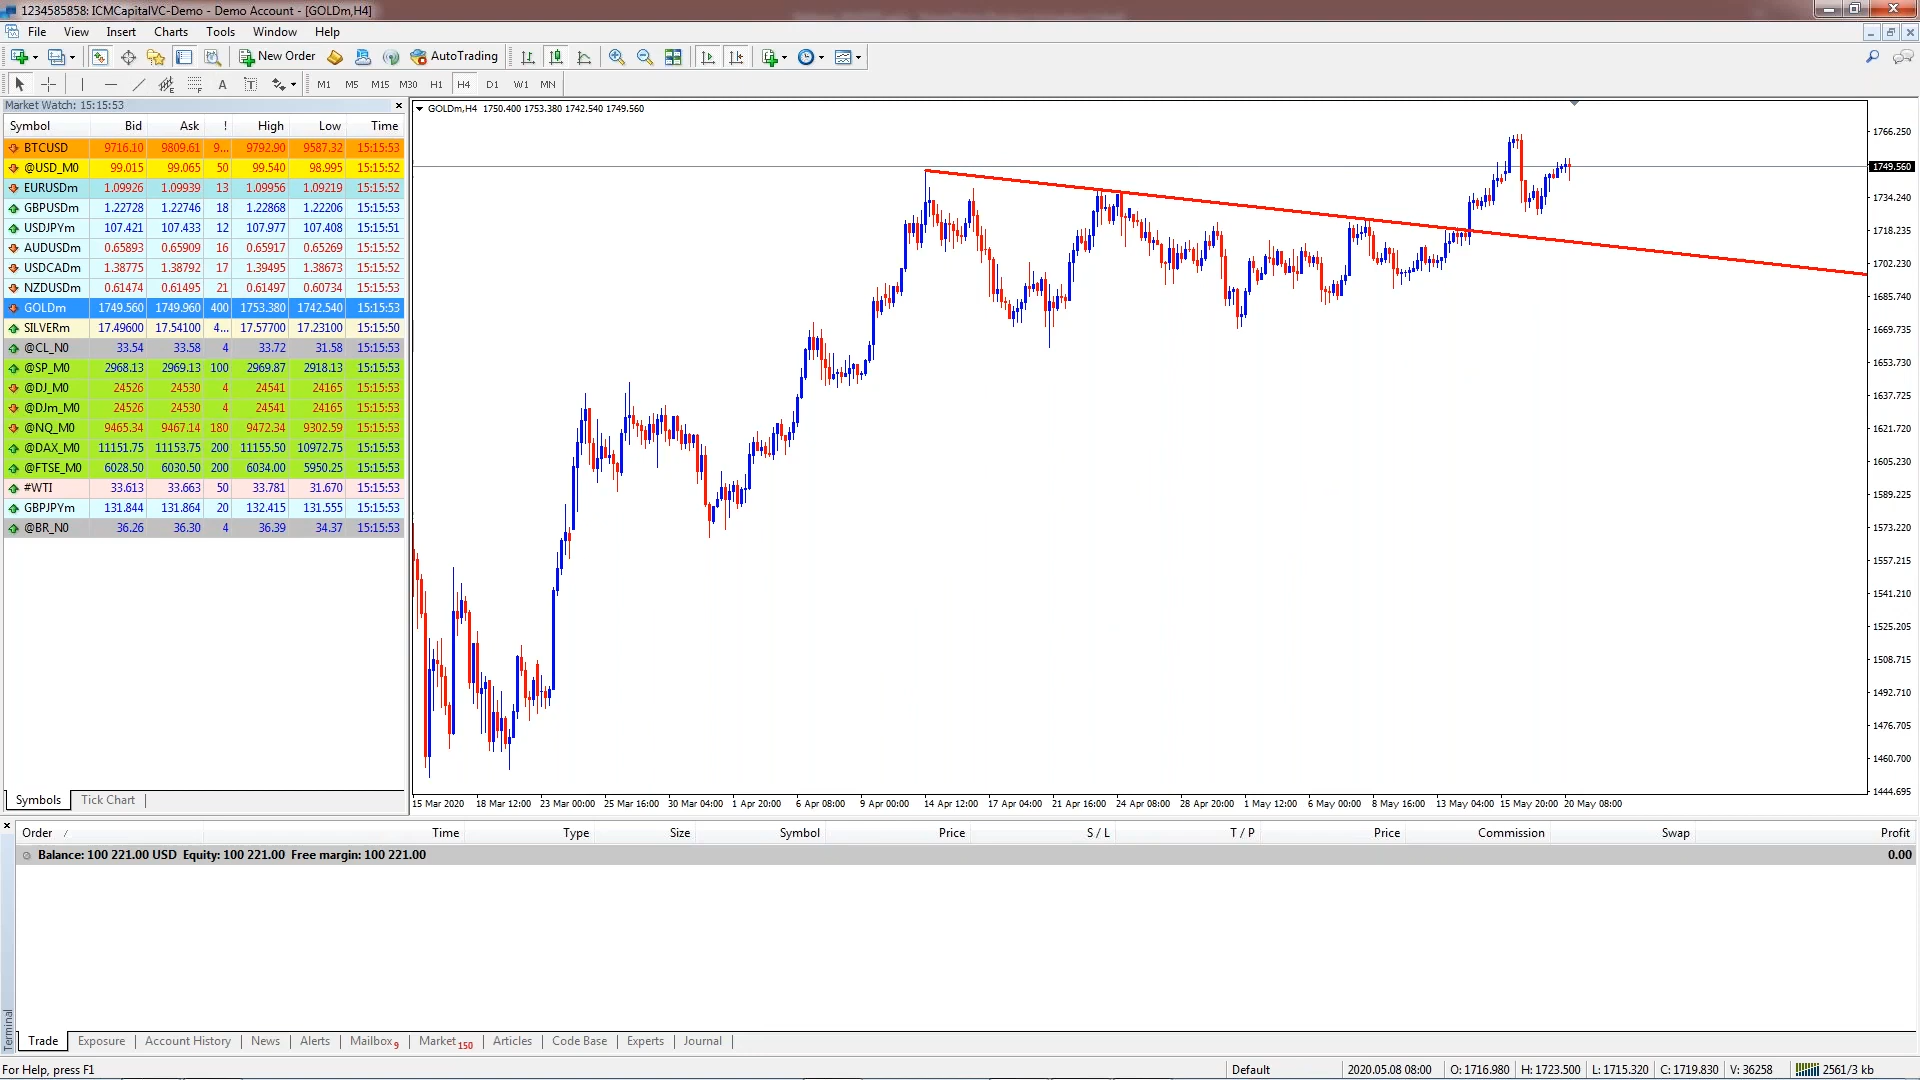 1234585858: ICMCapitalVC-Demo - Demo Account - [GOLDm,H4]
File View Insert Charts Tools Window Help
New Order AutoTrading
M1 M5 M15 M30 H1 H4 D1 W1 MN
Market Watch: 15:15:53
Symbol Bid Ask ! High Low Time
BTCUSD 9716.10 9809.61 9... 9792.90 9587.32 15:15:53
@USD_M0 99.015 99.065 50 99.540 98.995 15:15:52
EURUSDm 1.09926 1.09939 13 1.09956 1.09219 15:15:52
GBPUSDm 1.22728 1.22746 18 1.22868 1.22206 15:15:53
USDJPYm 107.421 107.433 12 107.977 107.408 15:15:51
AUDUSDm 0.65893 0.65909 16 0.65917 0.65269 15:15:52
USDCADm 1.38775 1.38792 17 1.39495 1.38673 15:15:52
NZDUSDm 0.61474 0.61495 21 0.61497 0.60734 15:15:53
GOLDm 1749.560 1749.960 400 1753.380 1742.540 15:15:53
SILVERm 17.49600 17.54100 4... 17.57700 17.23100 15:15:50
@CL_N0 33.54 33.58 4 33.72 31.58 15:15:53
@SP_M0 2968.13 2969.13 100 2969.87 2918.13 15:15:53
@DJ_M0 24526 24530 4 24541 24165 15:15:53
@DJm_M0 24526 24530 4 24541 24165 15:15:53
@NQ_M0 9465.34 9467.14 180 9472.34 9302.59 15:15:53
@DAX_M0 11151.75 11153.75 200 11155.50 10972.75 15:15:53
@FTSE_M0 6028.50 6030.50 200 6034.00 5950.25 15:15:53
#WTI 33.613 33.663 50 33.781 31.670 15:15:53
GBPJPYm 131.844 131.864 20 132.415 131.555 15:15:53
@BR_N0 36.26 36.30 4 36.39 34.37 15:15:53
Symbols Tick Chart
GOLDm,H4 1750.400 1753.380 1742.540 1749.560
1766.250
1749.560
1734.240
1718.235
1702.230
1685.740
1669.735
1653.730
1637.725
1621.720
1605.230
1589.225
1573.220
1557.215
1541.210
1525.205
1508.715
1492.710
1476.705
1460.700
1444.695
15 Mar 2020 18 Mar 12:00 23 Mar 00:00 25 Mar 16:00 30 Mar 04:00 1 Apr 20:00 6 Apr 08:00 9 Apr 00:00 14 Apr 12:00 17 Apr 04:00 21 Apr 16:00 24 Apr 08:00 28 Apr 20:00 1 May 12:00 6 May 00:00 8 May 16:00 13 May 04:00 15 May 20:00 20 May 08:00
Order / Time Type Size Symbol Price S / L T / P Price Commission Swap Profit
Balance: 100 221.00 USD Equity: 100 221.00 Free margin: 100 221.00 0.00
Terminal
Trade Exposure Account History News Alerts Mailbox 9 Market 150 Articles Code Base Experts Journal
For Help, press F1 Default 2020.05.08 08:00 O: 1716.980 H: 1723.500 L: 1715.320 C: 1719.830 V: 36258 2561/3 kb